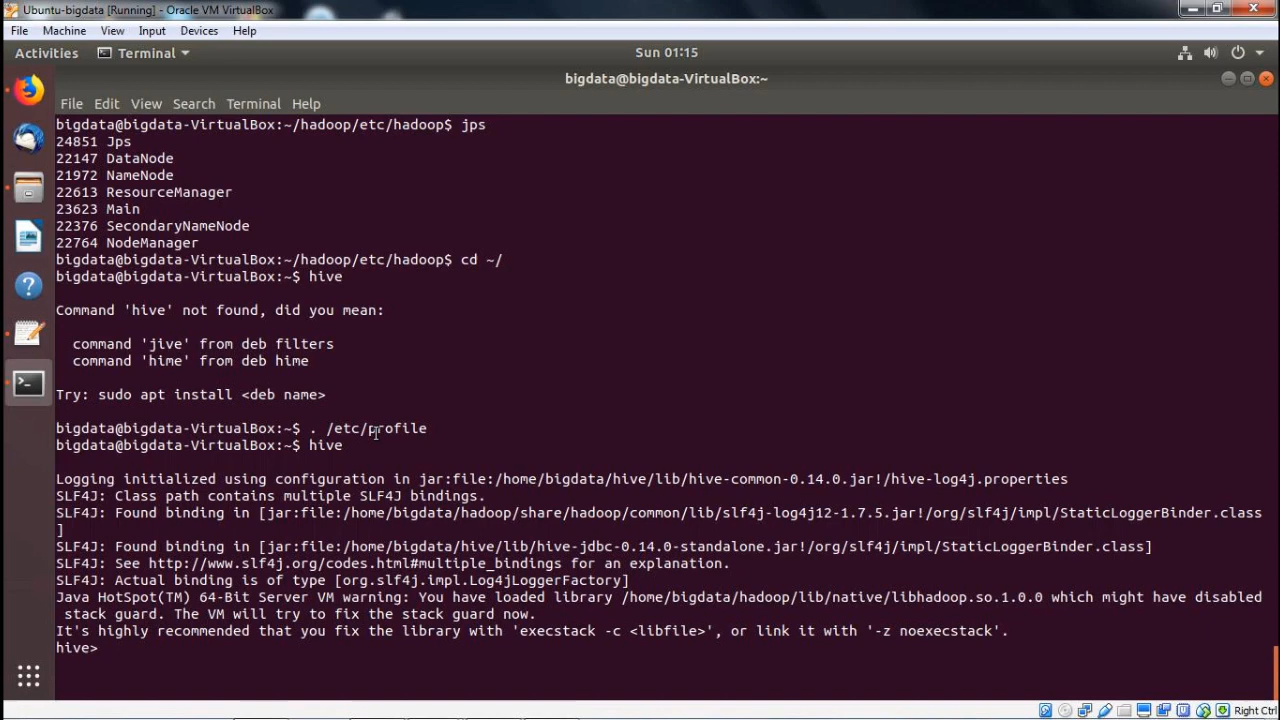 Ubuntu-bigdata [Running] - Oracle VM VirtualBox
File Machine View Input Devices Help
Activities Terminal Sun 01:15
bigdata@bigdata-VirtualBox:~
File Edit View Search Terminal Help
bigdata@bigdata-VirtualBox:~/hadoop/etc/hadoop$ jps
24851 Jps
22147 DataNode
21972 NameNode
22613 ResourceManager
23623 Main
22376 SecondaryNameNode
22764 NodeManager
bigdata@bigdata-VirtualBox:~/hadoop/etc/hadoop$ cd ~/
bigdata@bigdata-VirtualBox:~$ hive
Command 'hive' not found, did you mean:
command 'jive' from deb filters
command 'hime' from deb hime
Try: sudo apt install <deb name>
bigdata@bigdata-VirtualBox:~$ . /etc/profile
bigdata@bigdata-VirtualBox:~$ hive
Logging initialized using configuration in jar:file:/home/bigdata/hive/lib/hive-common-0.14.0.jar!/hive-log4j.properties
SLF4J: Class path contains multiple SLF4J bindings.
SLF4J: Found binding in [jar:file:/home/bigdata/hadoop/share/hadoop/common/lib/slf4j-log4j12-1.7.5.jar!/org/slf4j/impl/StaticLoggerBinder.class
]
SLF4J: Found binding in [jar:file:/home/bigdata/hive/lib/hive-jdbc-0.14.0-standalone.jar!/org/slf4j/impl/StaticLoggerBinder.class]
SLF4J: See http://www.slf4j.org/codes.html#multiple_bindings for an explanation.
SLF4J: Actual binding is of type [org.slf4j.impl.Log4jLoggerFactory]
Java HotSpot(TM) 64-Bit Server VM warning: You have loaded library /home/bigdata/hadoop/lib/native/libhadoop.so.1.0.0 which might have disabled
stack guard. The VM will try to fix the stack guard now.
It's highly recommended that you fix the library with 'execstack -c <libfile>', or link it with '-z noexecstack'.
hive>
Right Ctrl